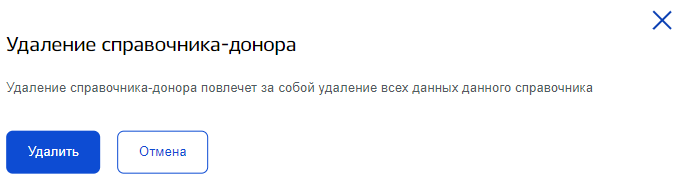 Удаление справочника-донора
Удаление справочника-донора повлечет за собой удаление всех данных данного справочника
Удалить Отмена